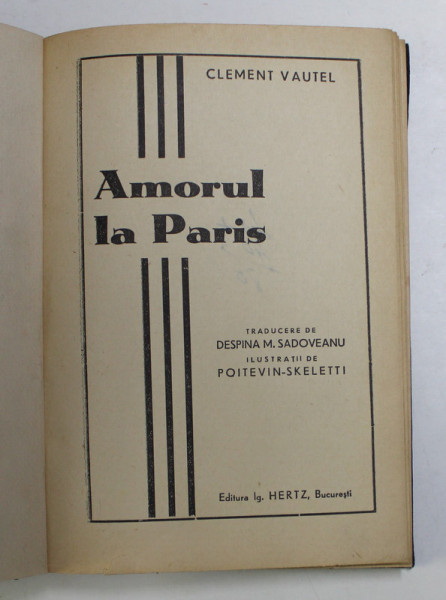 CLEMENT VAUTEL
Amorul
la Paris
TRADUCERE DE
DESPINA M. SADOVEANU
ILUSTRAȚII DE
POITEVIN-SKELETTI
Editura Ig. HERTZ, București